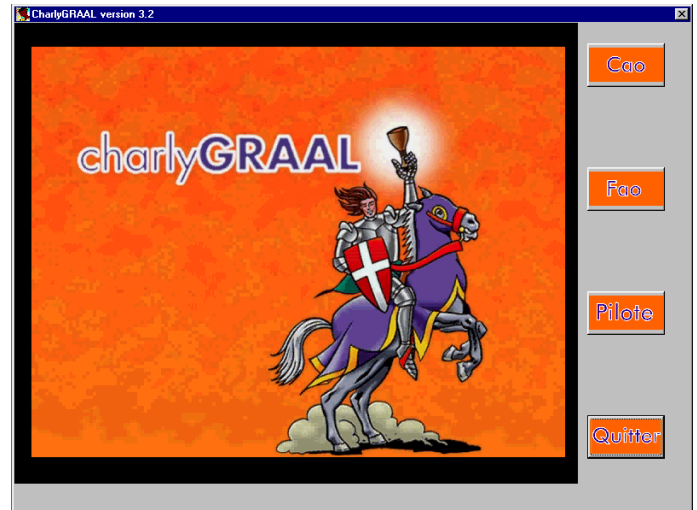 CharlyGRAAL version 3.2
charlyGRAAL
Cao
Fao
Pilote
Quitter